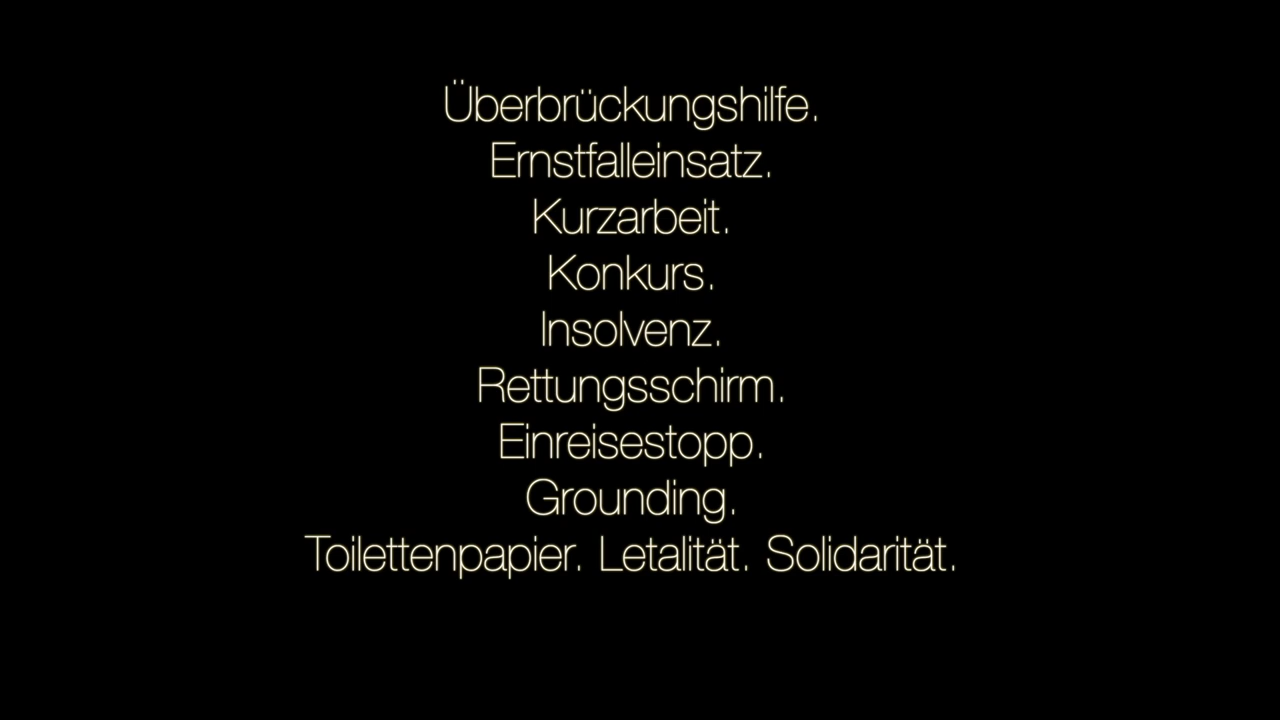 Überbrückungshilfe.
Ernstfalleinsatz.
Kurzarbeit.
Konkurs.
Insolvenz.
Rettungsschirm.
Einreisestopp.
Grounding.
Toilettenpapier. Letalität. Solidarität.